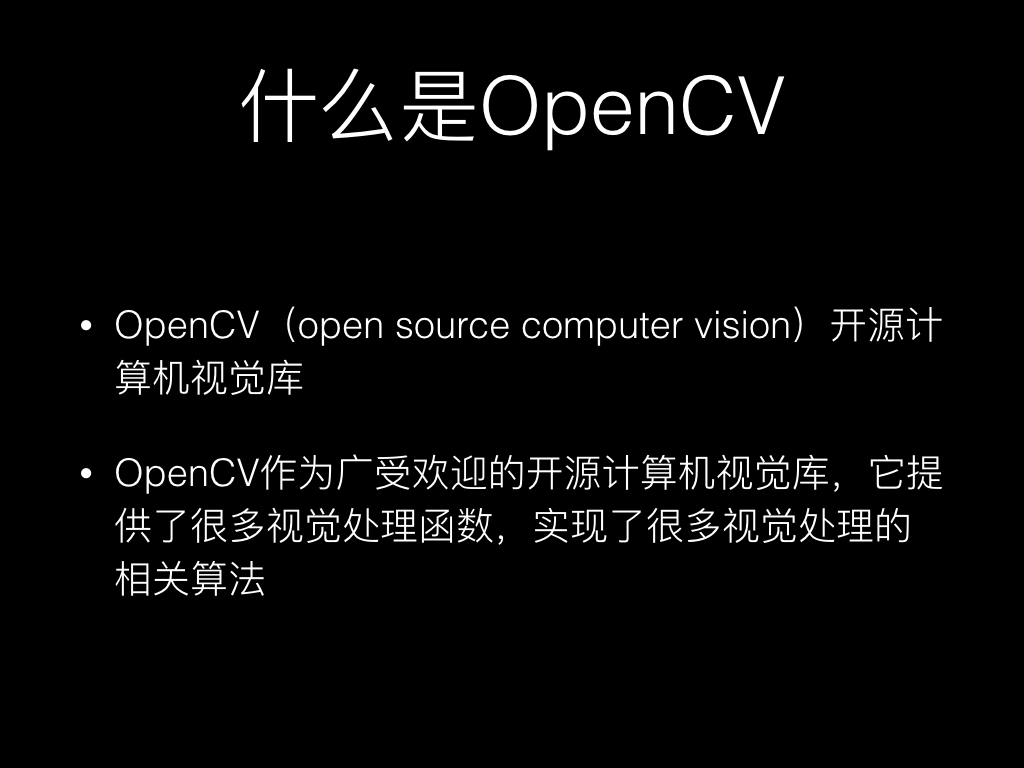 什么是OpenCV
• OpenCV（open source computer vision）开源计
算机视觉库
• OpenCV作为广受欢迎的开源计算机视觉库，它提
供了很多视觉处理函数，实现了很多视觉处理的
相关算法